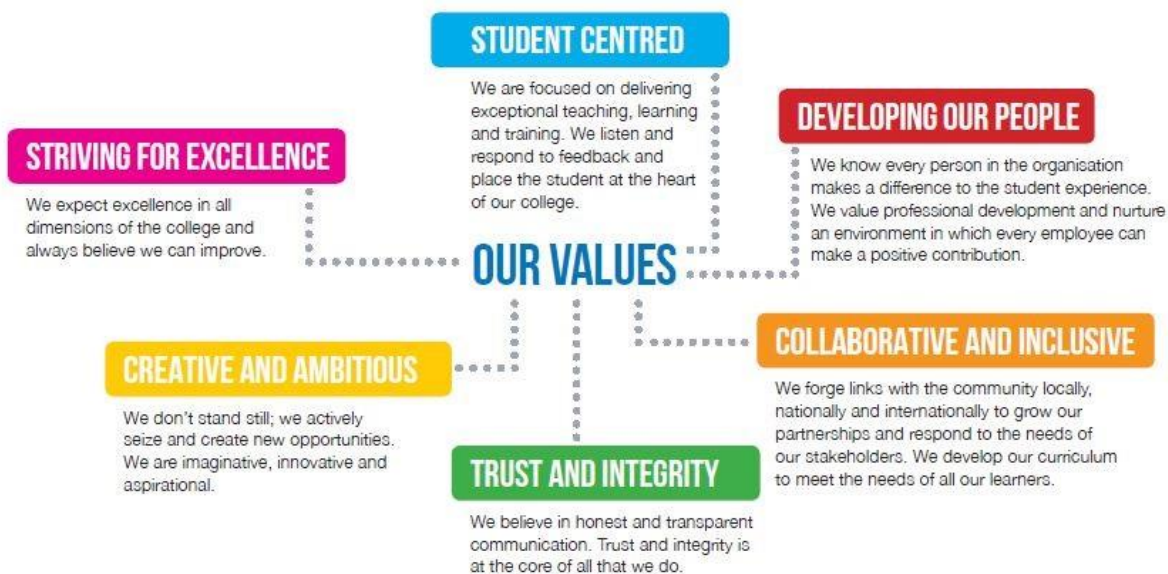 STUDENT CENTRED
We are focused on delivering
exceptional teaching, learning
and training. We listen and
respond to feedback and
place the student at the heart
of our college.
DEVELOPING OUR PEOPLE
We know every person in the organisation
makes a difference to the student experience.
We value professional development and nurture
an environment in which every employee can
make a positive contribution.
STRIVING FOR EXCELLENCE
We expect excellence in all
dimensions of the college and
always believe we can improve.
OUR VALUES
CREATIVE AND AMBITIOUS
We don't stand still; we actively
seize and create new opportunities.
We are imaginative, innovative and
aspirational.
COLLABORATIVE AND INCLUSIVE
We forge links with the community locally,
nationally and internationally to grow our
partnerships and respond to the needs of
our stakeholders. We develop our curriculum
to meet the needs of all our learners.
TRUST AND INTEGRITY
We believe in honest and transparent
communication. Trust and integrity is
at the core of all that we do.